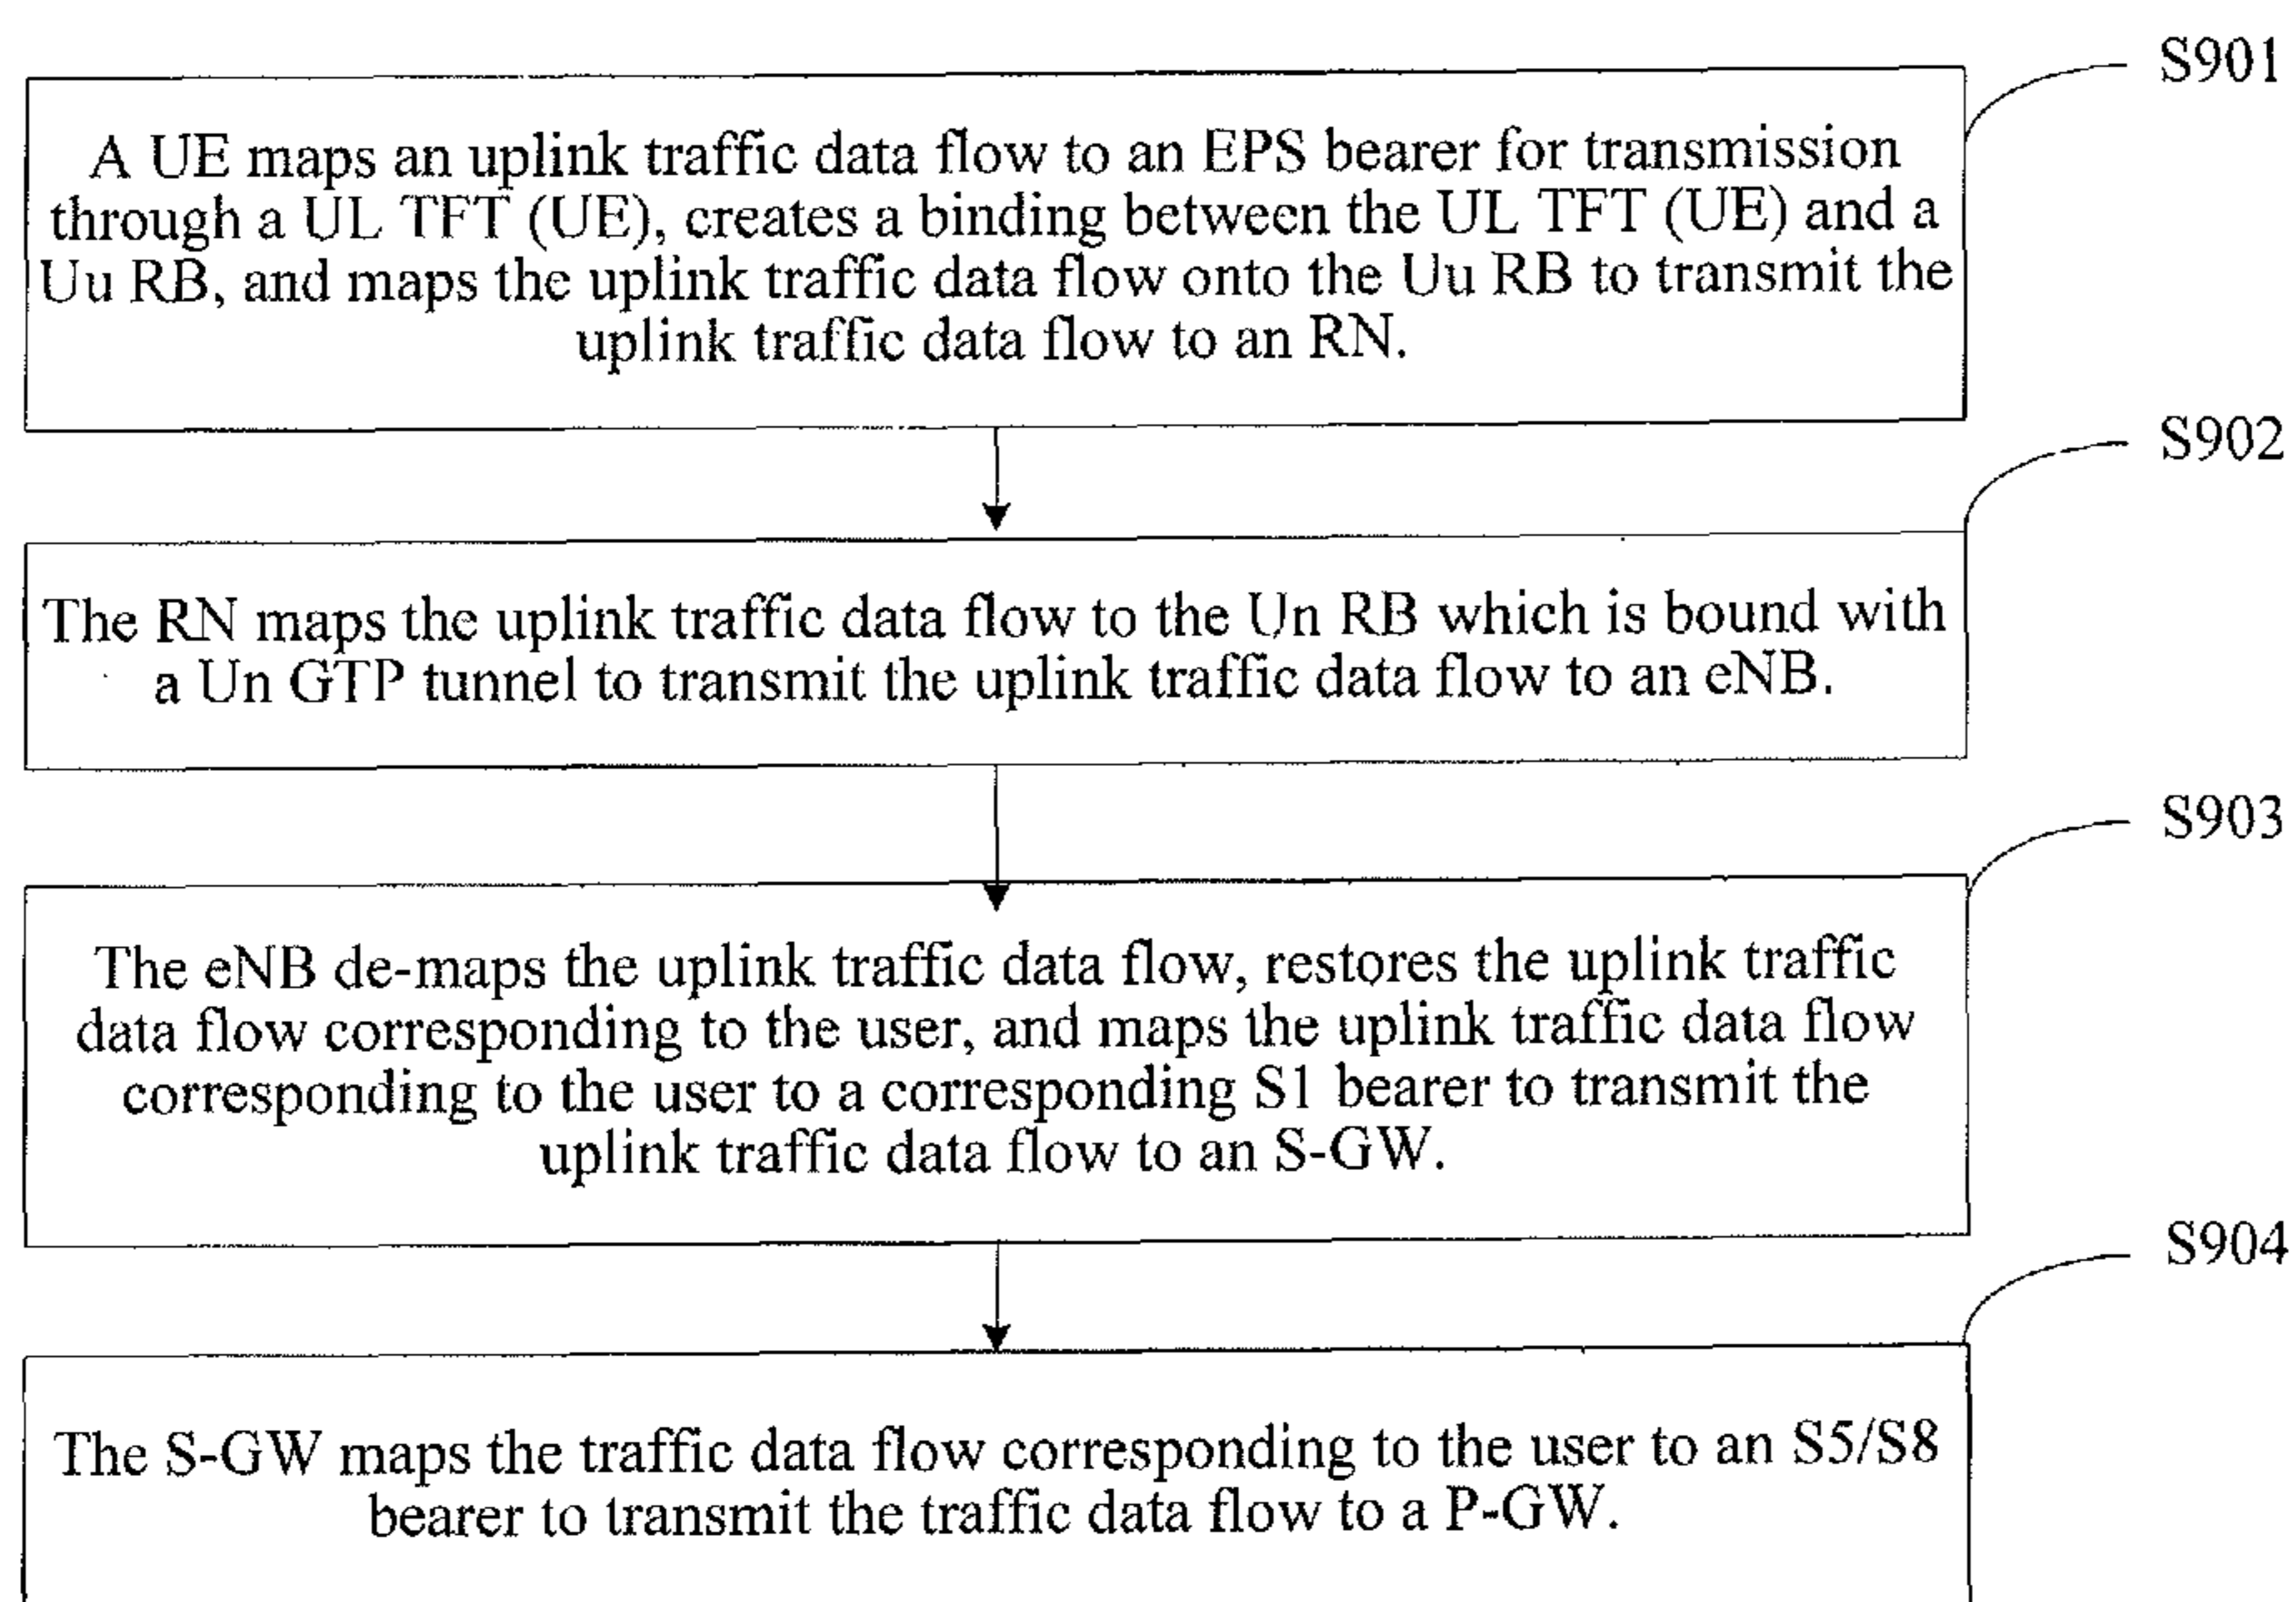 S901
A UE maps an uplink traffic data flow to an EPS bearer for transmission
through a UL TFT (UE), creates a binding between the UL TFT (UE) and a
Uu RB, and maps the uplink traffic data flow onto the Uu RB to transmit the
uplink traffic data flow to an RN.
S902
The RN maps the uplink traffic data flow to the Un RB which is bound with
a Un GTP tunnel to transmit the uplink traffic data flow to an eNB.
S903
The eNB de-maps the uplink traffic data flow, restores the uplink traffic
data flow corresponding to the user, and maps the uplink traffic data flow
corresponding to the user to a corresponding S1 bearer to transmit the
uplink traffic data flow to an S-GW.
S904
The S-GW maps the traffic data flow corresponding to the user to an S5/S8
bearer to transmit the traffic data flow to a P-GW.